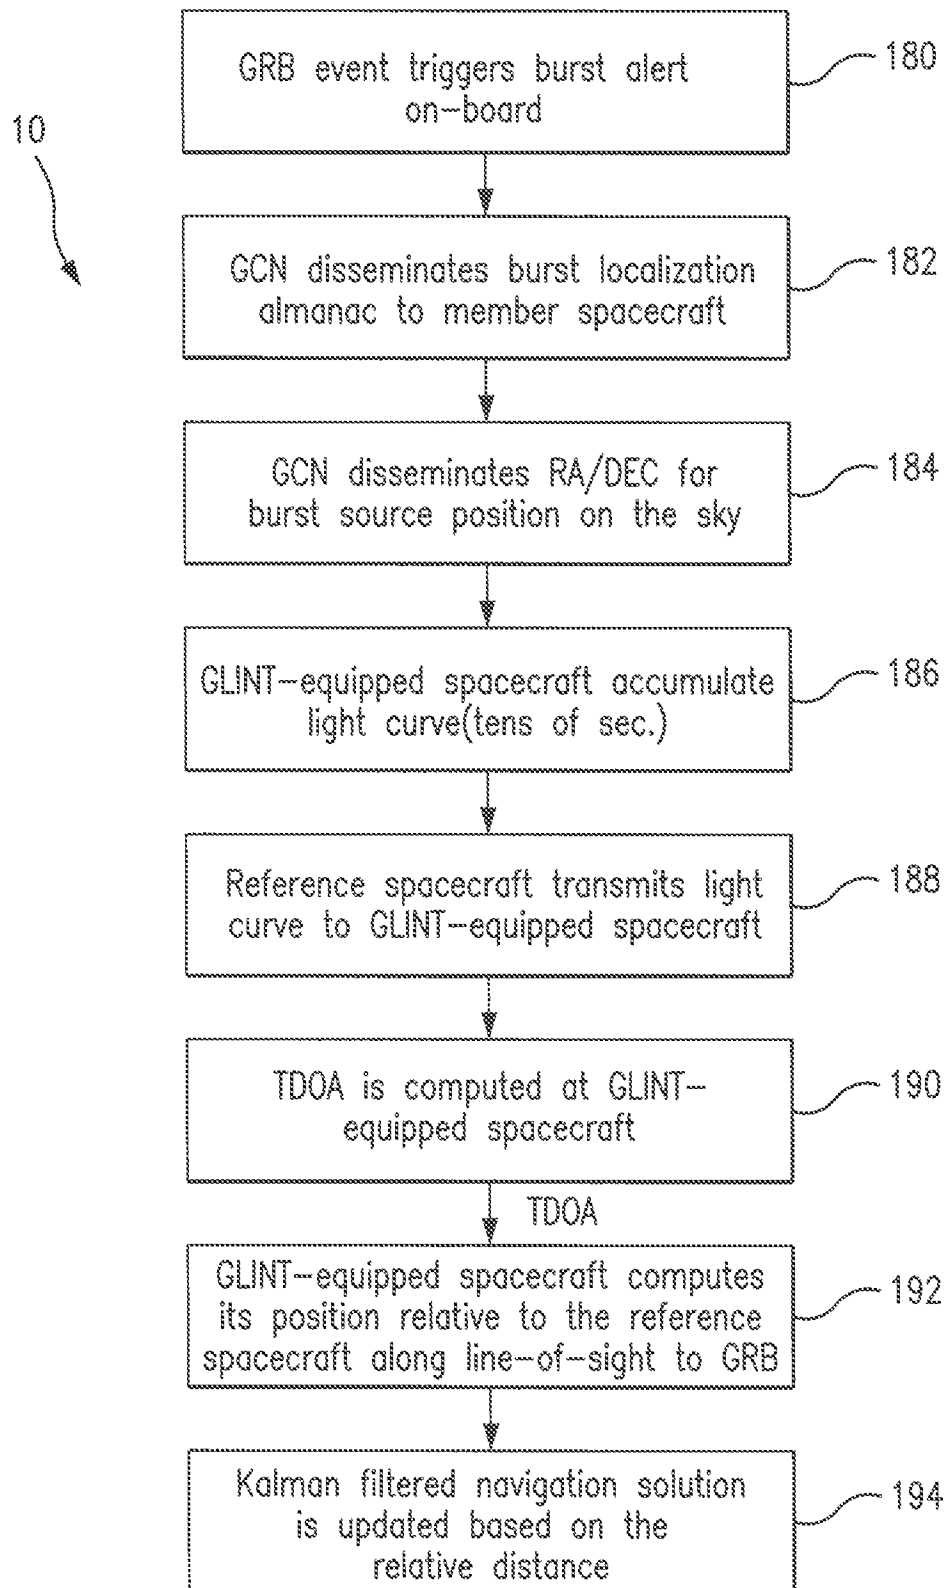 10
GRB event triggers burst alert
on-board
180
GCN disseminates burst localization
almanac to member spacecraft
182
GCN disseminates RA/DEC for
burst source position on the sky
184
GLINT-equipped spacecraft accumulate
light curve(tens of sec.)
186
Reference spacecraft transmits light
curve to GLINT-equipped spacecraft
188
TDOA is computed at GLINT-
equipped spacecraft
190
TDOA
GLINT-equipped spacecraft computes
its position relative to the reference
spacecraft along line-of-sight to GRB
192
Kalman filtered navigation solution
is updated based on the
relative distance
194